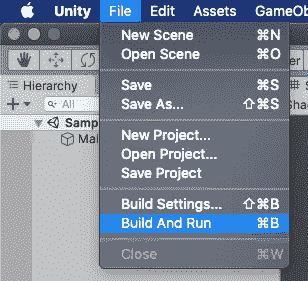 Unity File Edit Assets GameOb
Hierarchy
All
Samp
Mai
New Scene ⌘N
Open Scene ⌘O
Save ⌘S
Save As... ⇧⌘S
New Project...
Open Project...
Save Project
Build Settings... ⇧⌘B
Build And Run ⌘B
Close ⌘W